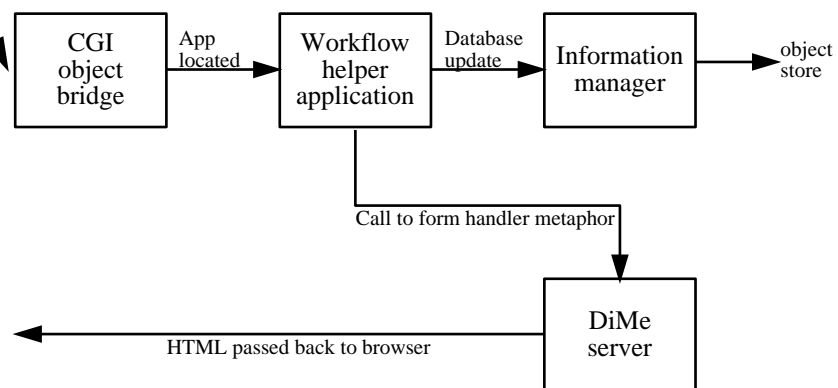 CGI
object
bridge
App
located
Workflow
helper
application
Database
update
Information
manager
object
store
Call to form handler metaphor
DiMe
server
HTML passed back to browser